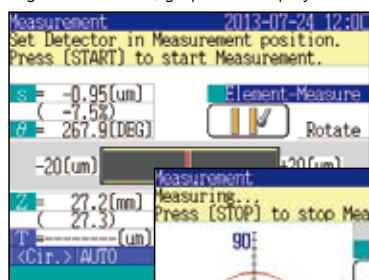 Measurement 2013-07-24 12:00
Set Detector in Measurement position.
Press [START] to start Measurement.
s = -0.95(um)
( -7.5%)
θ = 267.9(DEG)
Element-Measure
Rotate
-20(um) +20(um)
Z = 27.2(mm)
( 27.3)
T =--------(um)
<Cir.> AUTO
Measurement
Measuring...
Press [STOP] to stop Mea
90